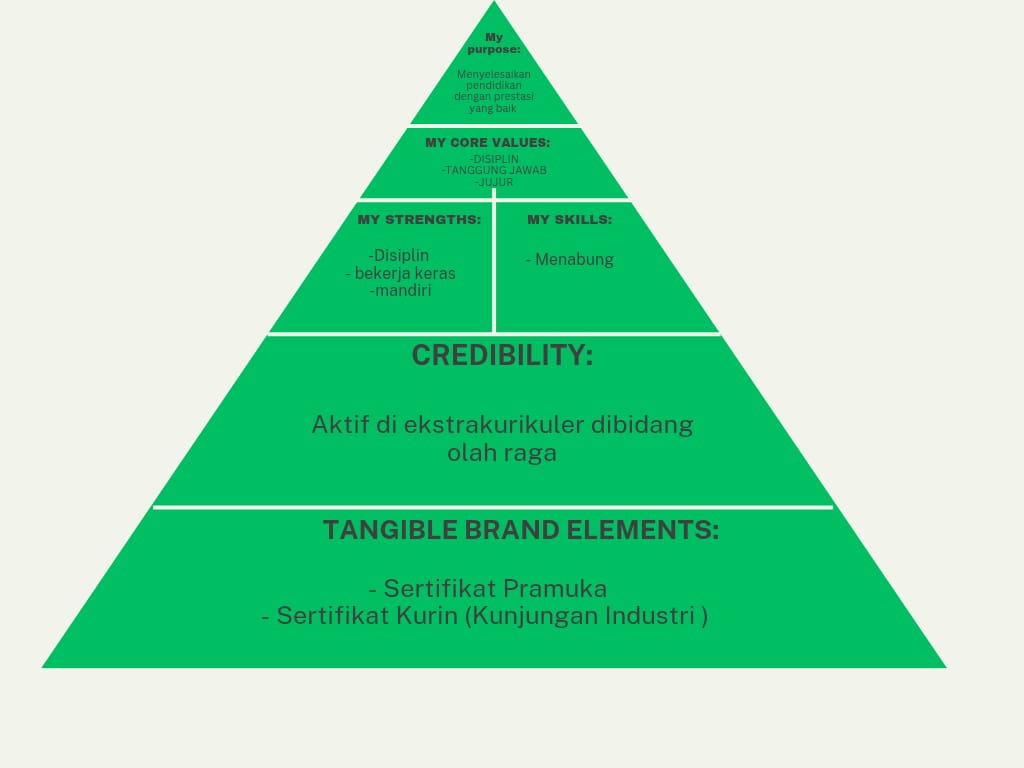 My
purpose:
Menyelesaikan
pendidikan
dengan prestasi
yang baik
MY CORE VALUES:
-DISIPLIN
-TANGGUNG JAWAB
-JUJUR
MY STRENGTHS:
-Disiplin
- bekerja keras
-mandiri
MY SKILLS:
- Menabung
CREDIBILITY:
Aktif di ekstrakurikuler dibidang
olah raga
TANGIBLE BRAND ELEMENTS:
- Sertifikat Pramuka
- Sertifikat Kurin (Kunjungan Industri )